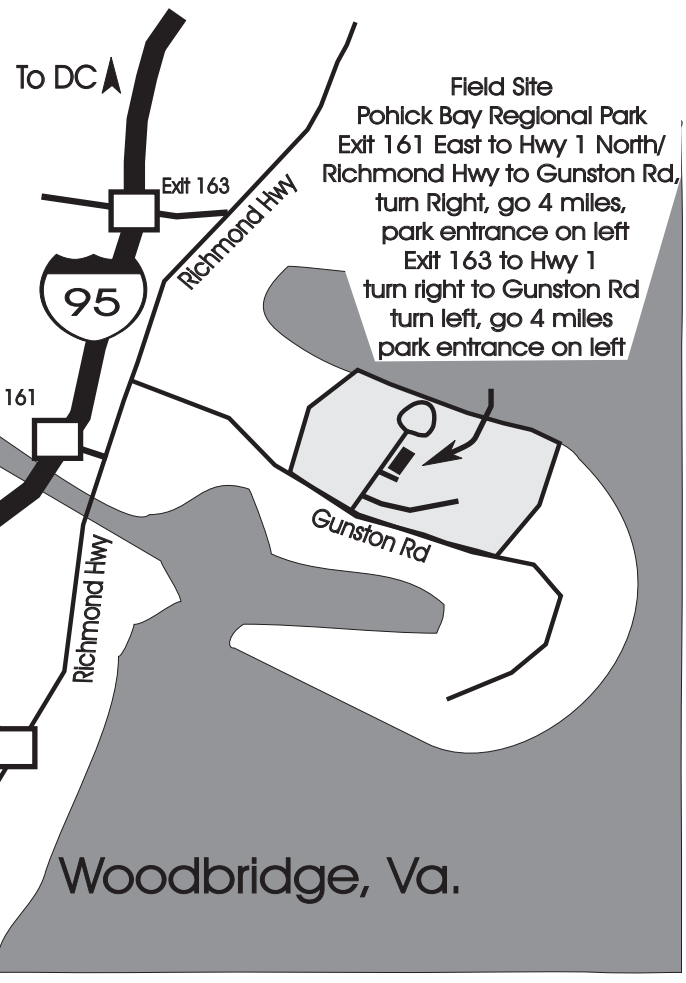 To DC
Field Site
Pohick Bay Regional Park
Exit 161 East to Hwy 1 North/
Richmond Hwy to Gunston Rd,
turn Right, go 4 miles,
park entrance on left
Exit 163 to Hwy 1
turn right to Gunston Rd
turn left, go 4 miles
park entrance on left
Exit 163
Richmond Hwy
95
161
Gunston Rd
Richmond Hwy
Woodbridge, Va.